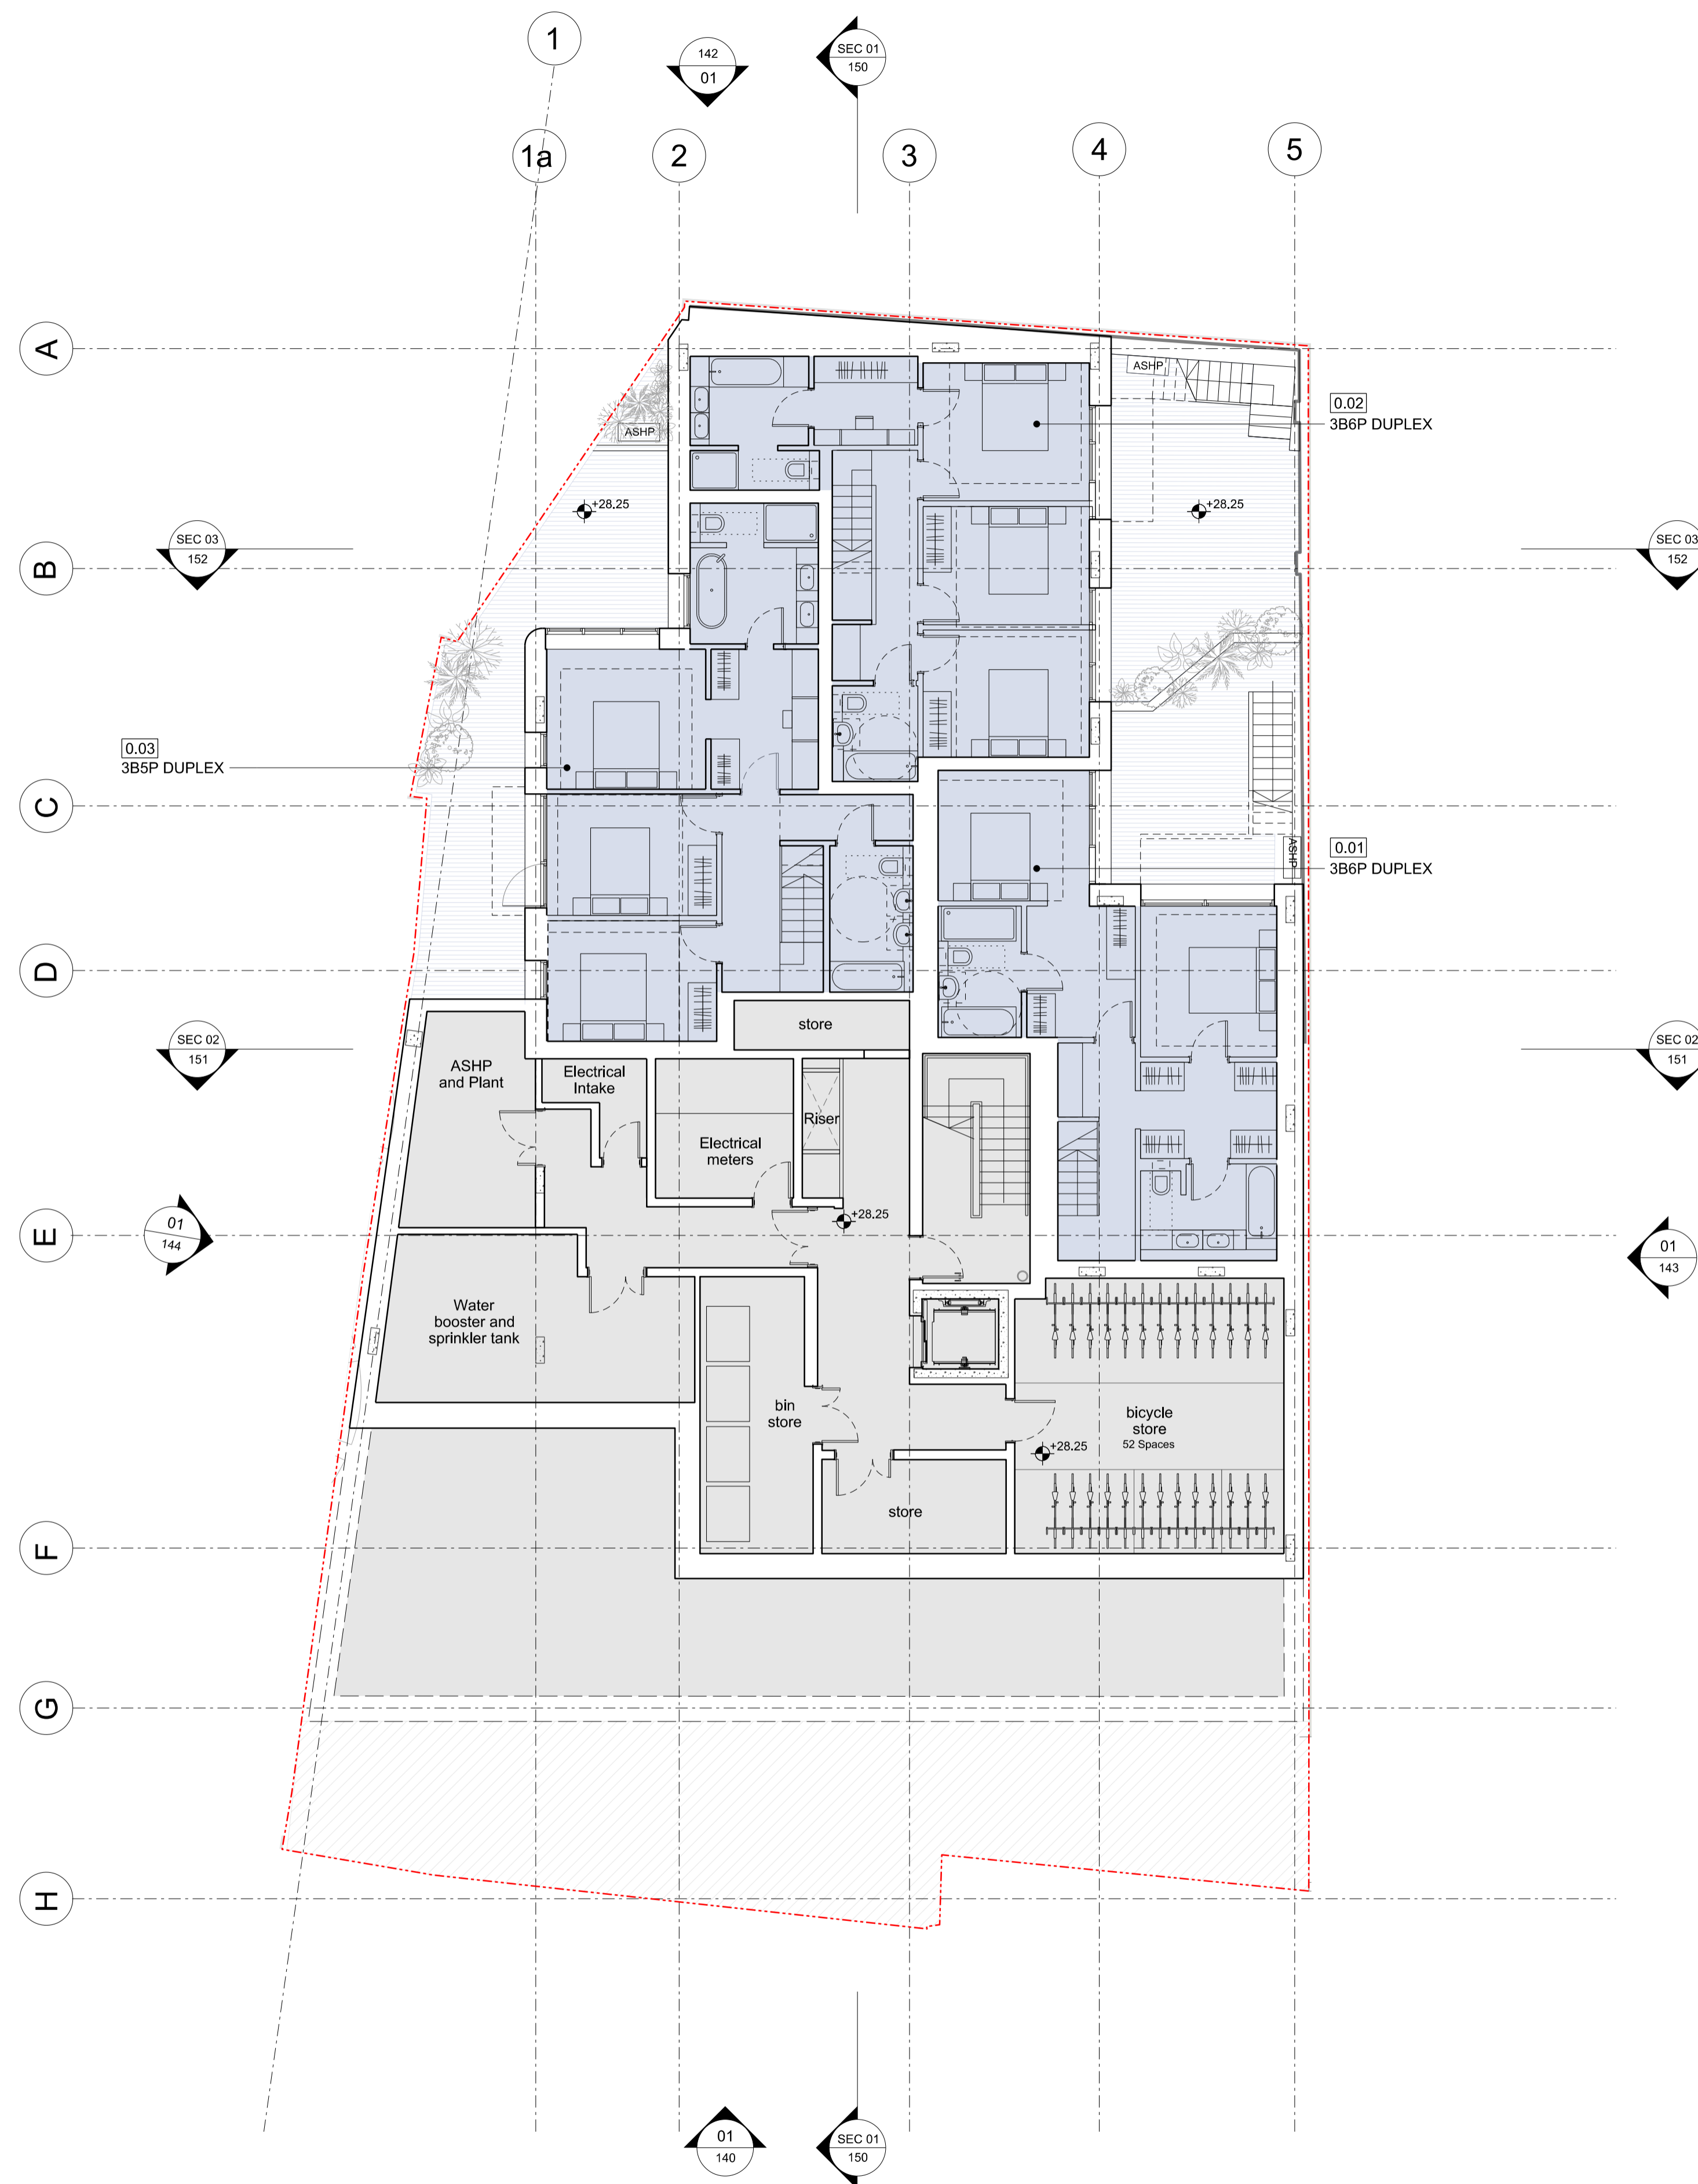 1
142
01
SEC 01
150
1a
2
3
4
5
A
ASHP
0.02
3B6P DUPLEX
ASHP
+28.25
+28.25
SEC 03
152
SEC 03
152
B
0.03
3B5P DUPLEX
C
0.01
3B6P DUPLEX
ASHP
D
store
SEC 02
151
SEC 02
151
ASHP
and Plant
Electrical
Intake
Riser
Electrical
meters
01
144
+28.25
E
01
143
Water
booster and
sprinkler tank
bin
store
bicycle
store
52 Spaces
+28.25
store
F
G
H
01
140
SEC 01
150